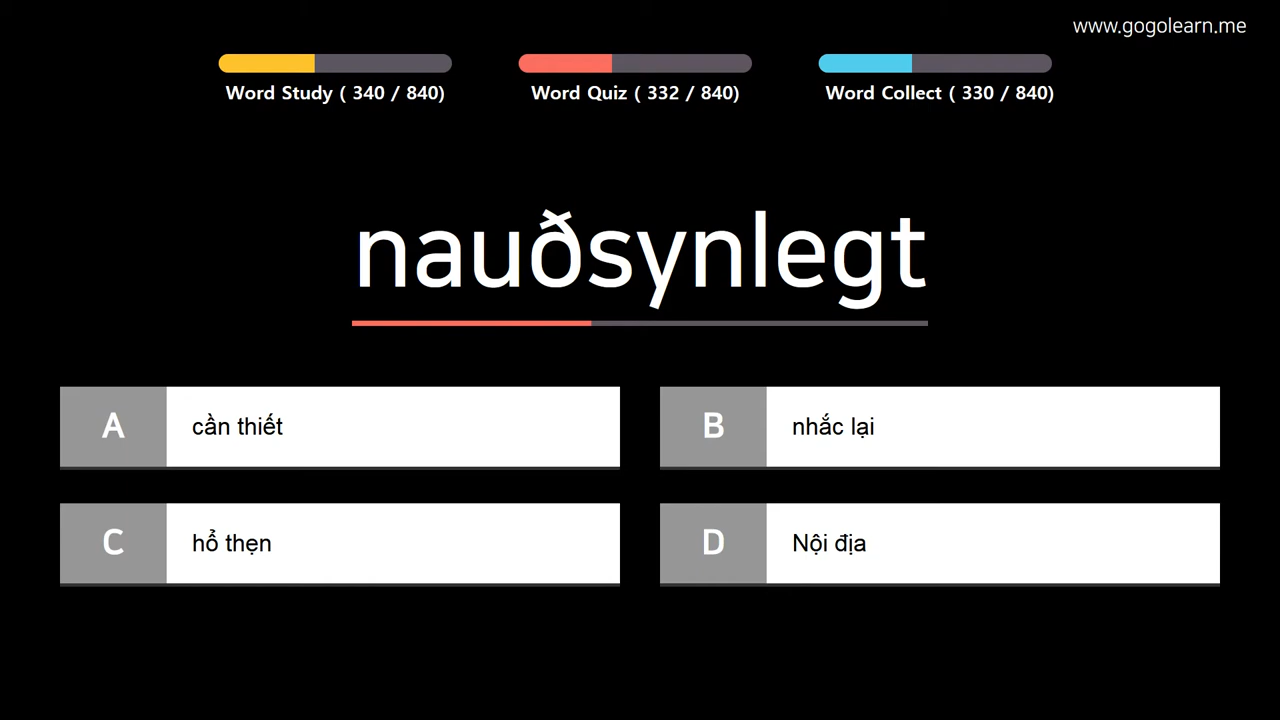 www.gogolearn.me
Word Study ( 340 / 840)
Word Quiz ( 332 / 840)
Word Collect ( 330 / 840)
nauðsynlegt
A cần thiết
B nhắc lại
C hổ thẹn
D Nội địa